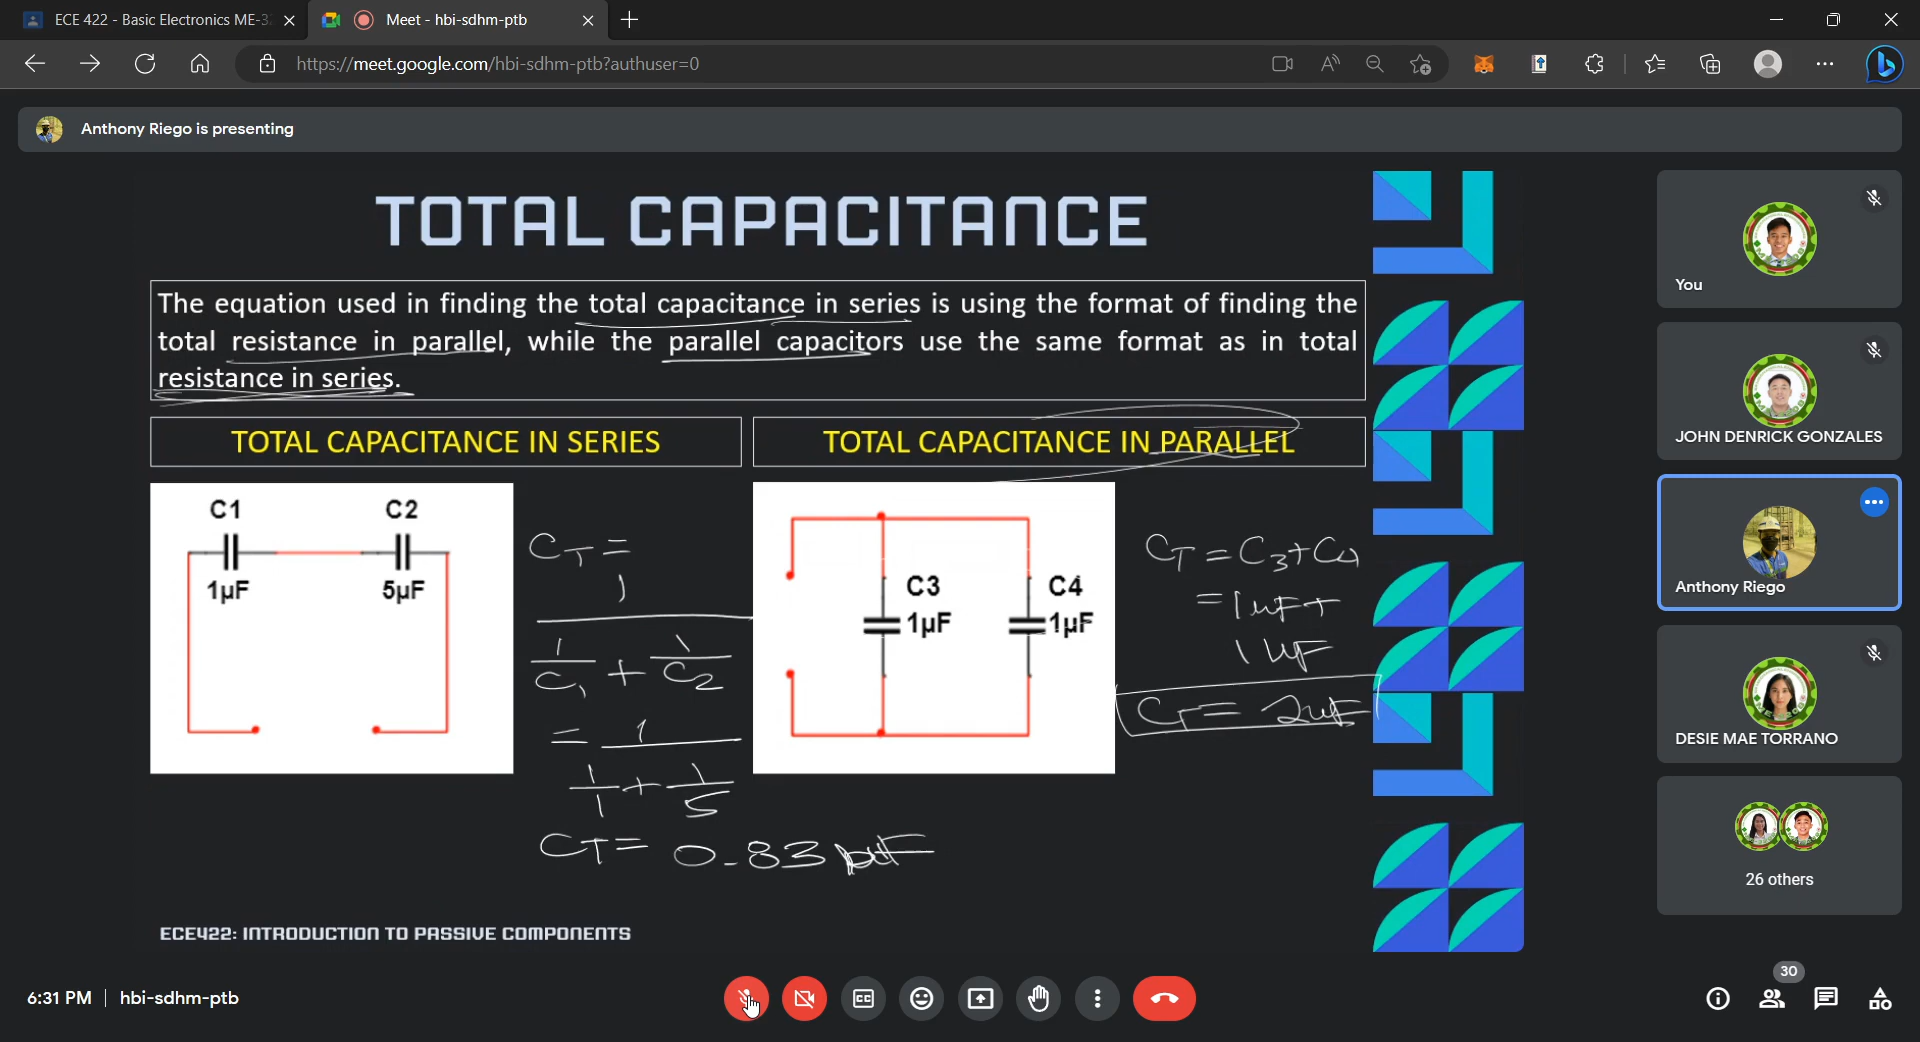 ECE 422 - Basic Electronics ME-3
Meet - hbi-sdhm-ptb
https://meet.google.com/hbi-sdhm-ptb?authuser=0
Anthony Riego is presenting
TOTAL CAPACITANCE
The equation used in finding the total capacitance in series is using the format of finding the
total resistance in parallel, while the parallel capacitors use the same format as in total
resistance in series.
TOTAL CAPACITANCE IN SERIES
TOTAL CAPACITANCE IN PARALLEL
C1
C2
1µF
5µF
CT =
1
1/C1 + 1/C2
= 1
1/1 + 1/5
CT = 0.83 µF
C3
1µF
C4
1µF
CT = C3+C4
= 1uF+
1uF
CT = 2uF
ECE422: INTRODUCTION TO PASSIVE COMPONENTS
You
JOHN DENRICK GONZALES
Anthony Riego
DESIE MAE TORRANO
26 others
6:31 PM
hbi-sdhm-ptb
30